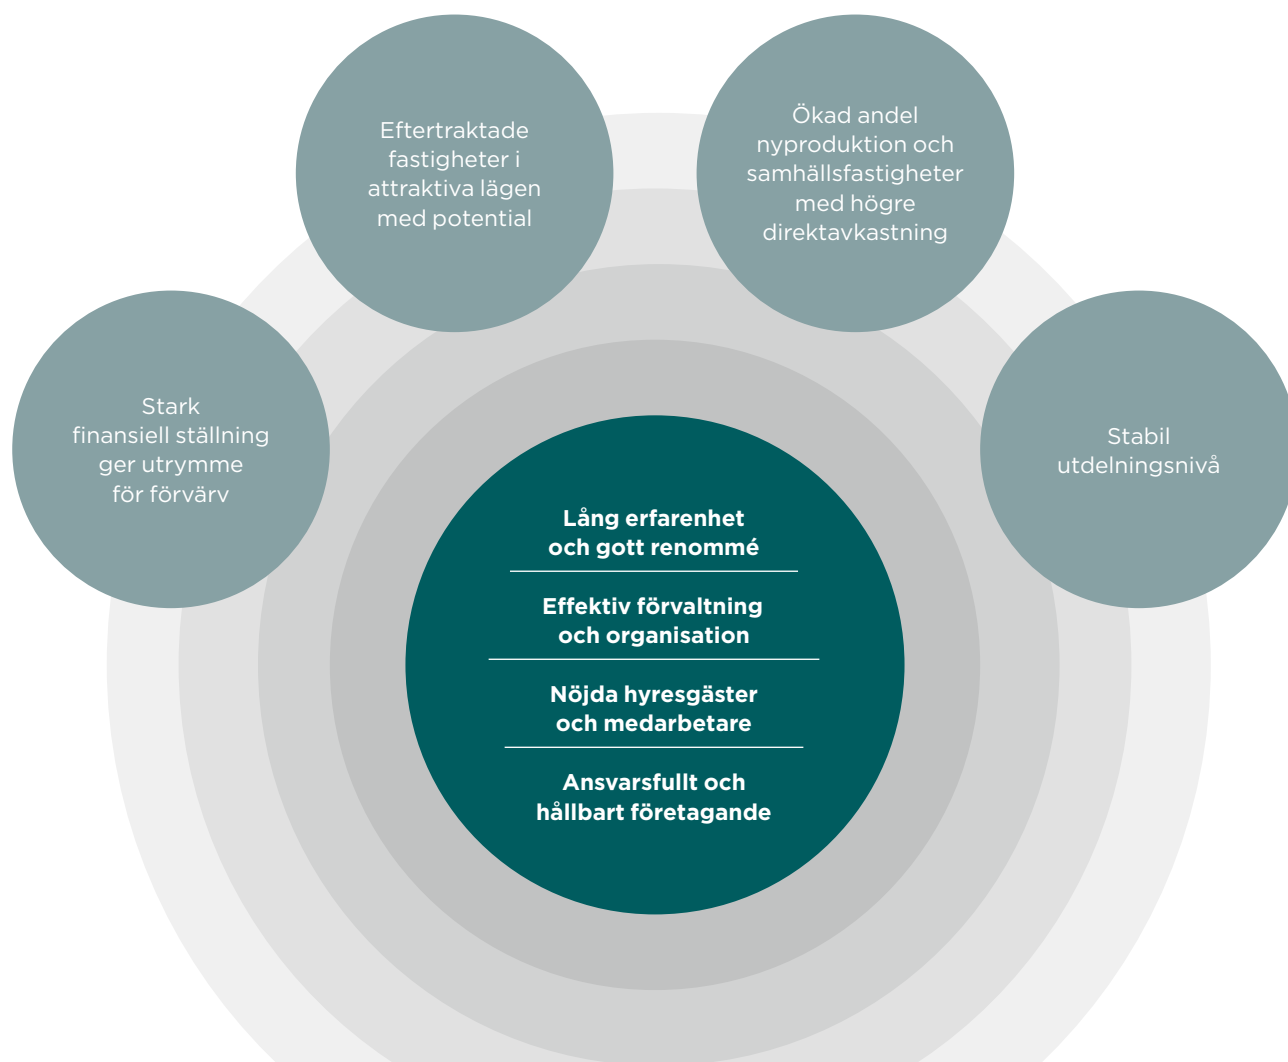 Eftertraktade
fastigheter i
attraktiva lägen
med potential
Ökad andel
nyproduktion och
samhällsfastigheter
med högre
direktavkastning
Stark
finansiell ställning
ger utrymme
för förvärv
Stabil
utdelningsnivå
Lång erfarenhet
och gott renommé
Effektiv förvaltning
och organisation
Nöjda hyresgäster
och medarbetare
Ansvarsfullt och
hållbart företagande